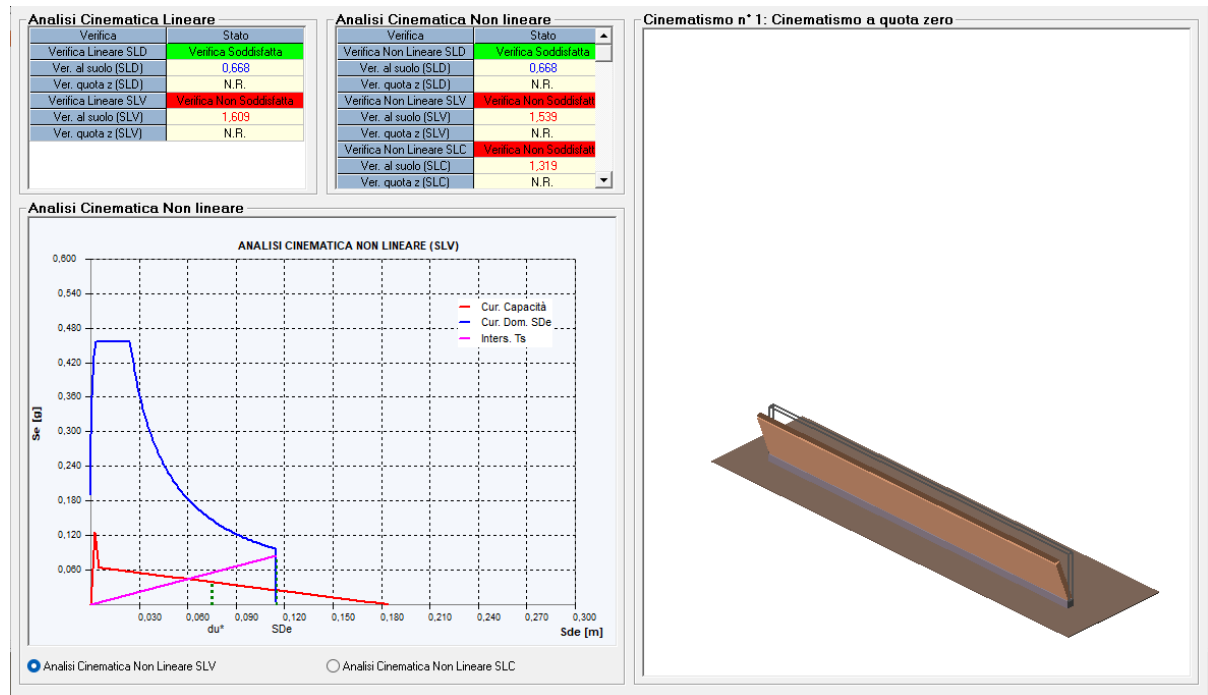 Analisi Cinematica Lineare
Verifica Stato
Verifica Lineare SLD Verifica Soddisfatta
Ver. al suolo (SLD) 0,668
Ver. quota z (SLD) N.R.
Verifica Lineare SLV Verifica Non Soddisfatta
Ver. al suolo (SLV) 1,609
Ver. quota z (SLV) N.R.
Analisi Cinematica Non lineare
Verifica Stato
Verifica Non Lineare SLD Verifica Soddisfatta
Ver. al suolo (SLD) 0,668
Ver. quota z (SLD) N.R.
Verifica Non Lineare SLV Verifica Non Soddisfatt
Ver. al suolo (SLV) 1,539
Ver. quota z (SLV) N.R.
Verifica Non Lineare SLC Verifica Non Soddisfatt
Ver. al suolo (SLC) 1,319
Ver. quota z (SLC) N.R.
Cinematismo n° 1: Cinematismo a quota zero
Analisi Cinematica Non lineare
ANALISI CINEMATICA NON LINEARE (SLV)
0,600
0,540
0,480
0,420
0,360
0,300
0,240
0,180
0,120
0,060
Se [g]
Cur. Capacità
Cur. Dom. SDe
Inters. Ts
0,030 0,060 0,090 0,120 0,150 0,180 0,210 0,240 0,270 0,300
du* SDe Sde [m]
Analisi Cinematica Non Lineare SLV Analisi Cinematica Non Lineare SLC